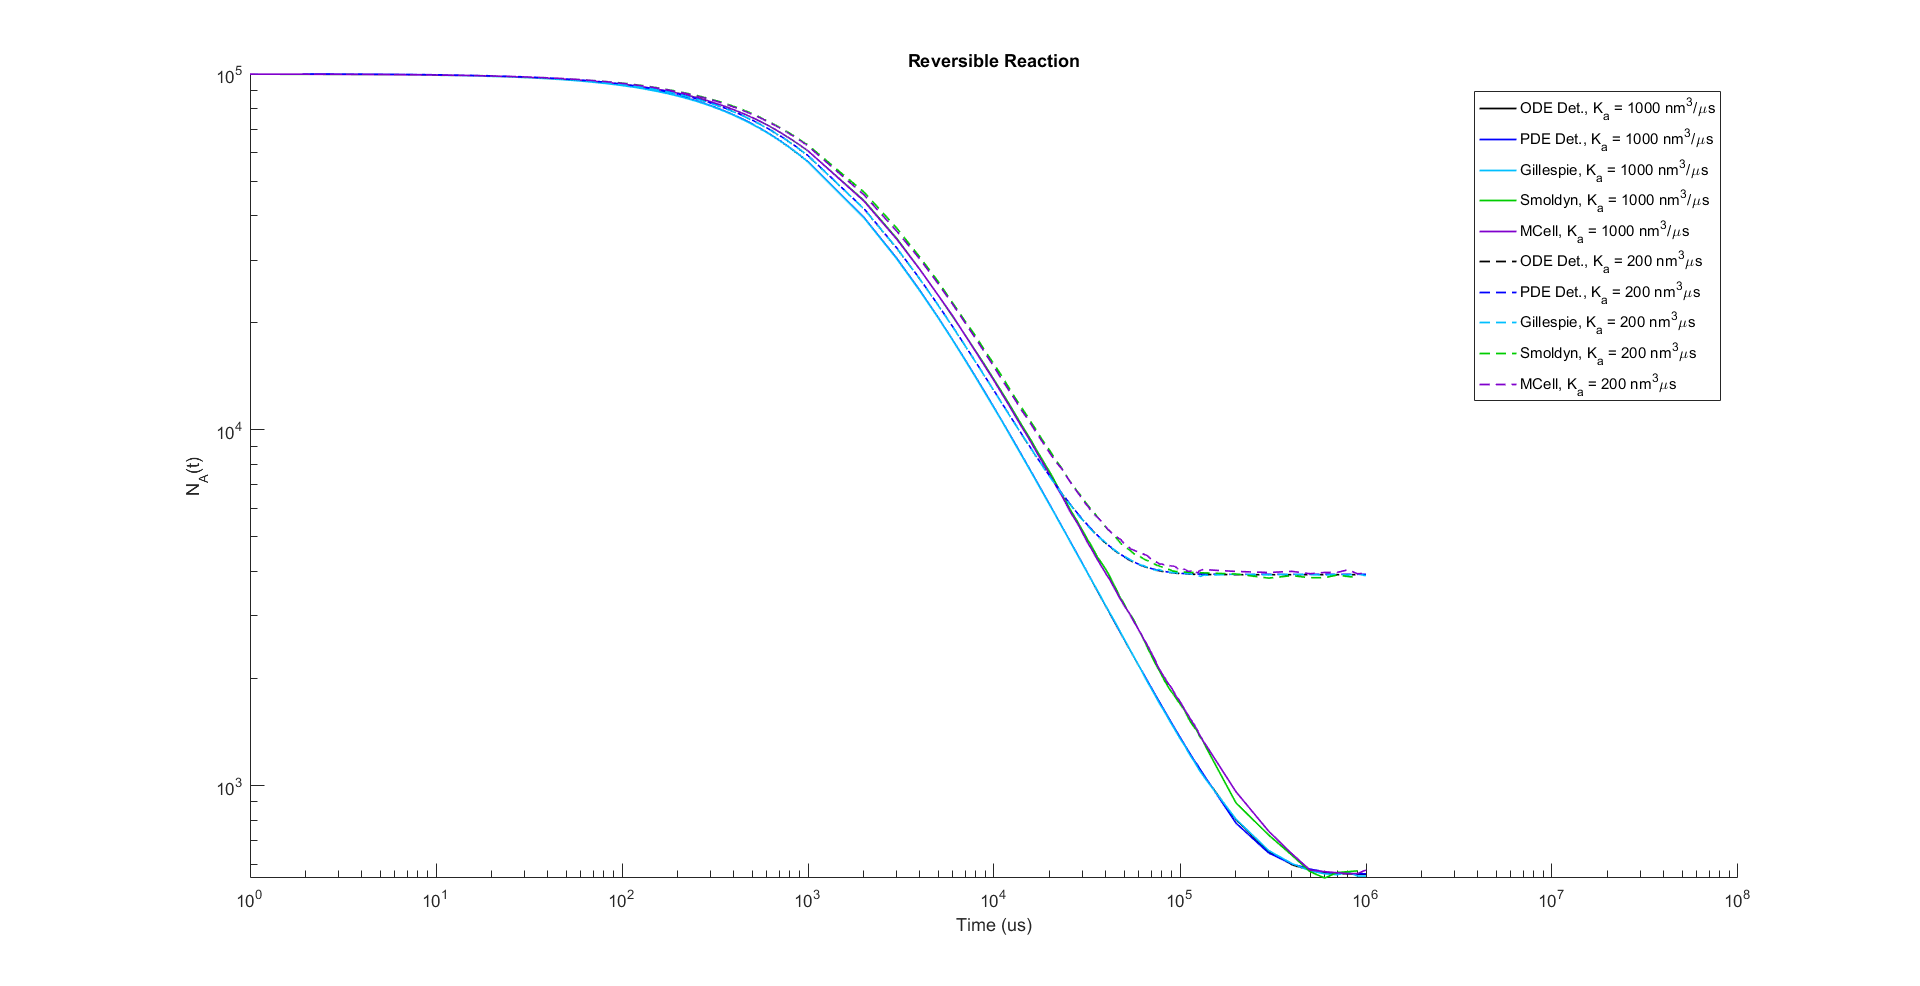 Reversible Reaction
10^5
10^4
10^3
N_A(t)
ODE Det., K_a = 1000 nm^3/μs
PDE Det., K_a = 1000 nm^3/μs
Gillespie, K_a = 1000 nm^3/μs
Smoldyn, K_a = 1000 nm^3/μs
MCell, K_a = 1000 nm^3/μs
ODE Det., K_a = 200 nm^3μs
PDE Det., K_a = 200 nm^3μs
Gillespie, K_a = 200 nm^3μs
Smoldyn, K_a = 200 nm^3μs
MCell, K_a = 200 nm^3μs
10^0 10^1 10^2 10^3 10^4 10^5 10^6 10^7 10^8
Time (us)